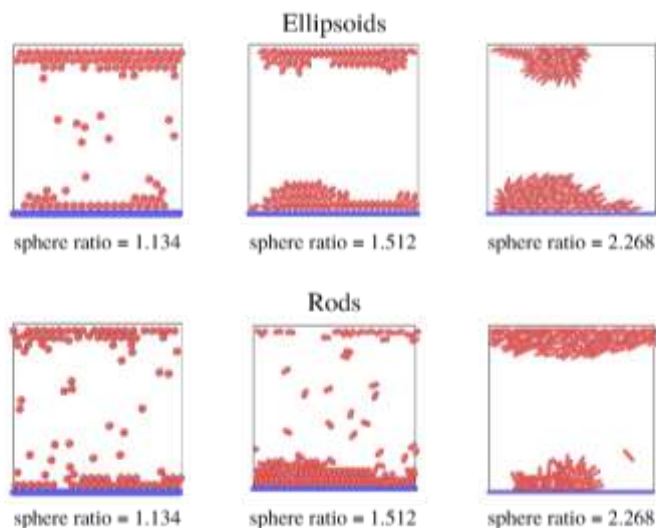 Ellipsoids
sphere ratio = 1.134 sphere ratio = 1.512 sphere ratio = 2.268
Rods
sphere ratio = 1.134 sphere ratio = 1.512 sphere ratio = 2.268